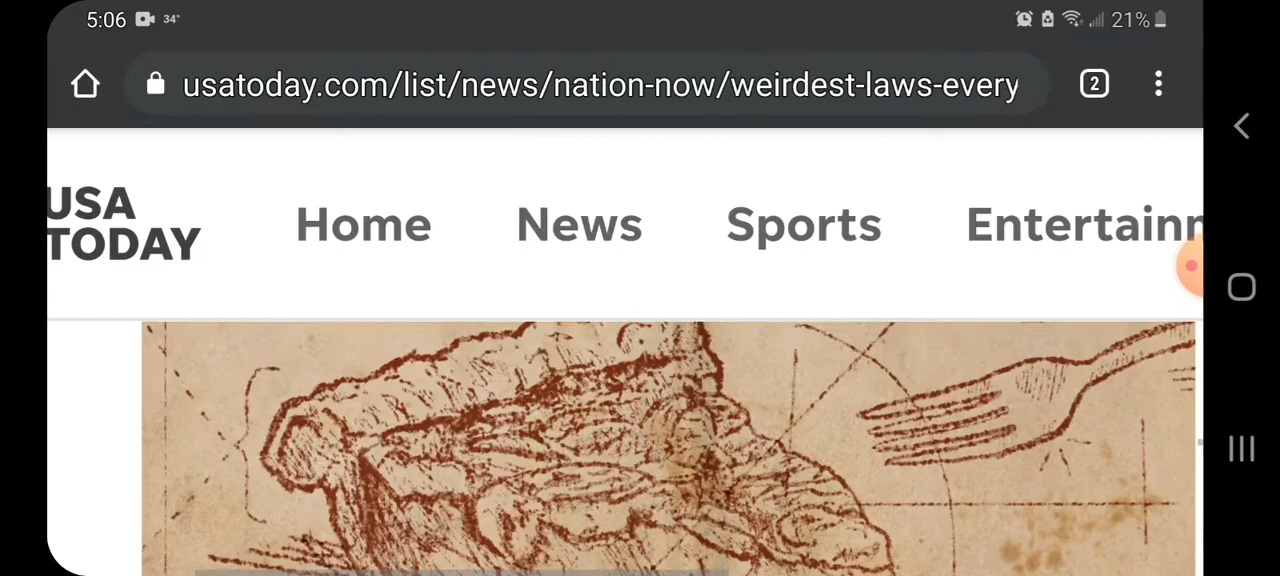 5:06 34° 21%
usatoday.com/list/news/nation-now/weirdest-laws-every 2
USA
TODAY
Home News Sports Entertainm